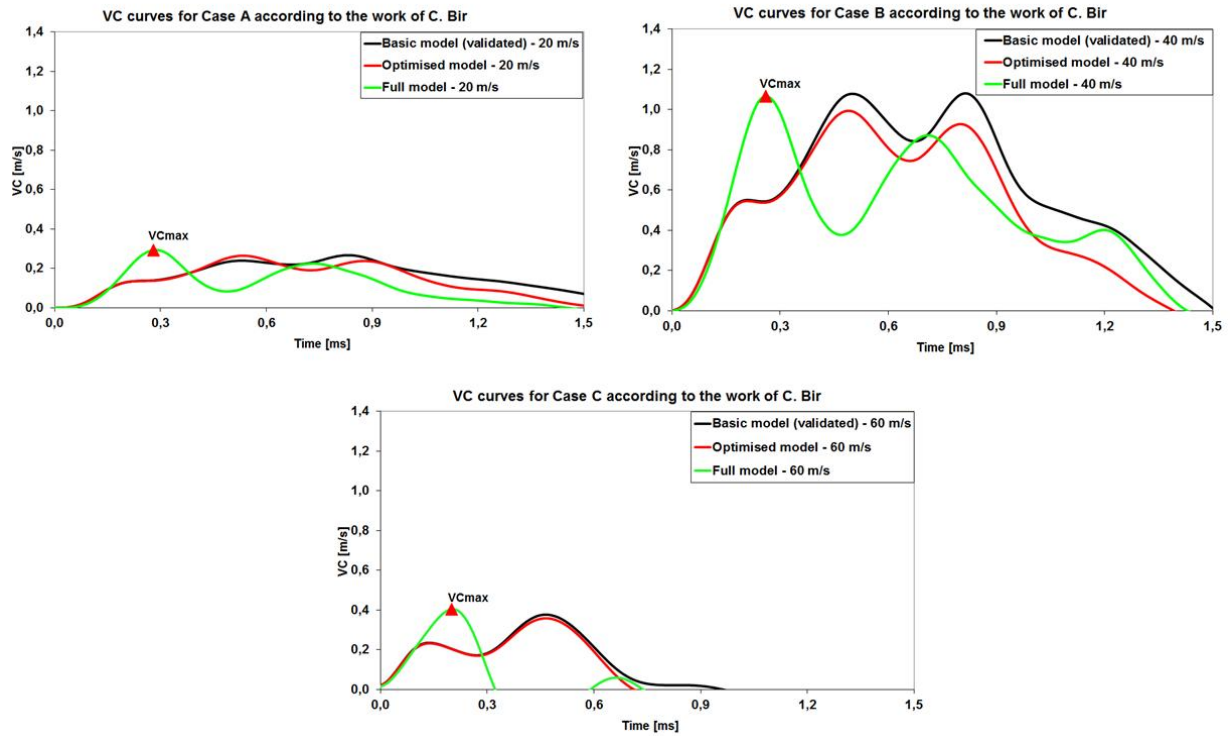 VC curves for Case A according to the work of C. Bir
1,4
1,2
1,0
0,8
0,6
0,4
0,2
0,0
VC [m/s]
Basic model (validated) - 20 m/s
Optimised model - 20 m/s
Full model - 20 m/s
VCmax
0,0 0,3 0,6 0,9 1,2 1,5
Time [ms]
VC curves for Case B according to the work of C. Bir
1,4
1,2
1,0
0,8
0,6
0,4
0,2
0,0
VC [m/s]
Basic model (validated) - 40 m/s
Optimised model - 40 m/s
Full model - 40 m/s
VCmax
0,0 0,3 0,6 0,9 1,2 1,5
Time [ms]
VC curves for Case C according to the work of C. Bir
1,4
1,2
1,0
0,8
0,6
0,4
0,2
0,0
VC [m/s]
Basic model (validated) - 60 m/s
Optimised model - 60 m/s
Full model - 60 m/s
VCmax
0,0 0,3 0,6 0,9 1,2 1,5
Time [ms]